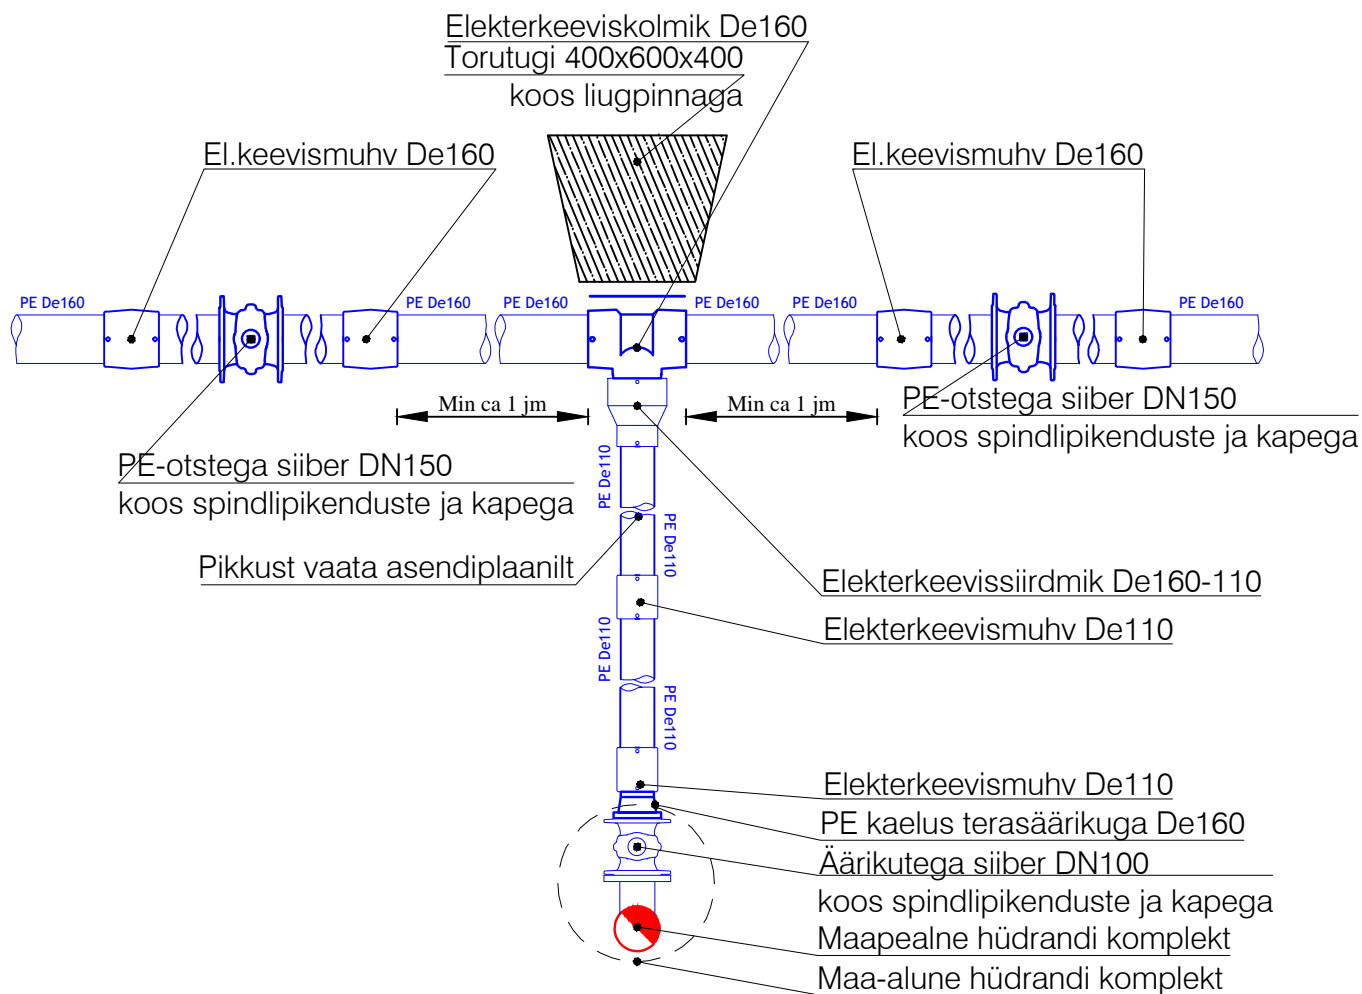 Elekterkeeviskolmik De160
Torutugi 400x600x400
koos liugpinnaga
El.keevismuhv De160
El.keevismuhv De160
PE De160
PE De160
PE De160
PE De160
PE De160
PE De160
Min ca 1 jm
Min ca 1 jm
PE-otstega siiber DN150
koos spindlipikenduste ja kapega
PE-otstega siiber DN150
koos spindlipikenduste ja kapega
PE De110
PE De110
Pikkust vaata asendiplaanilt
Elekterkeevissiirdmik De160-110
Elekterkeevismuhv De110
PE De110
PE De110
Elekterkeevismuhv De110
PE kaelus terasäärikuga De160
Äärikutega siiber DN100
koos spindlipikenduste ja kapega
Maapealne hüdrandi komplekt
Maa-alune hüdrandi komplekt